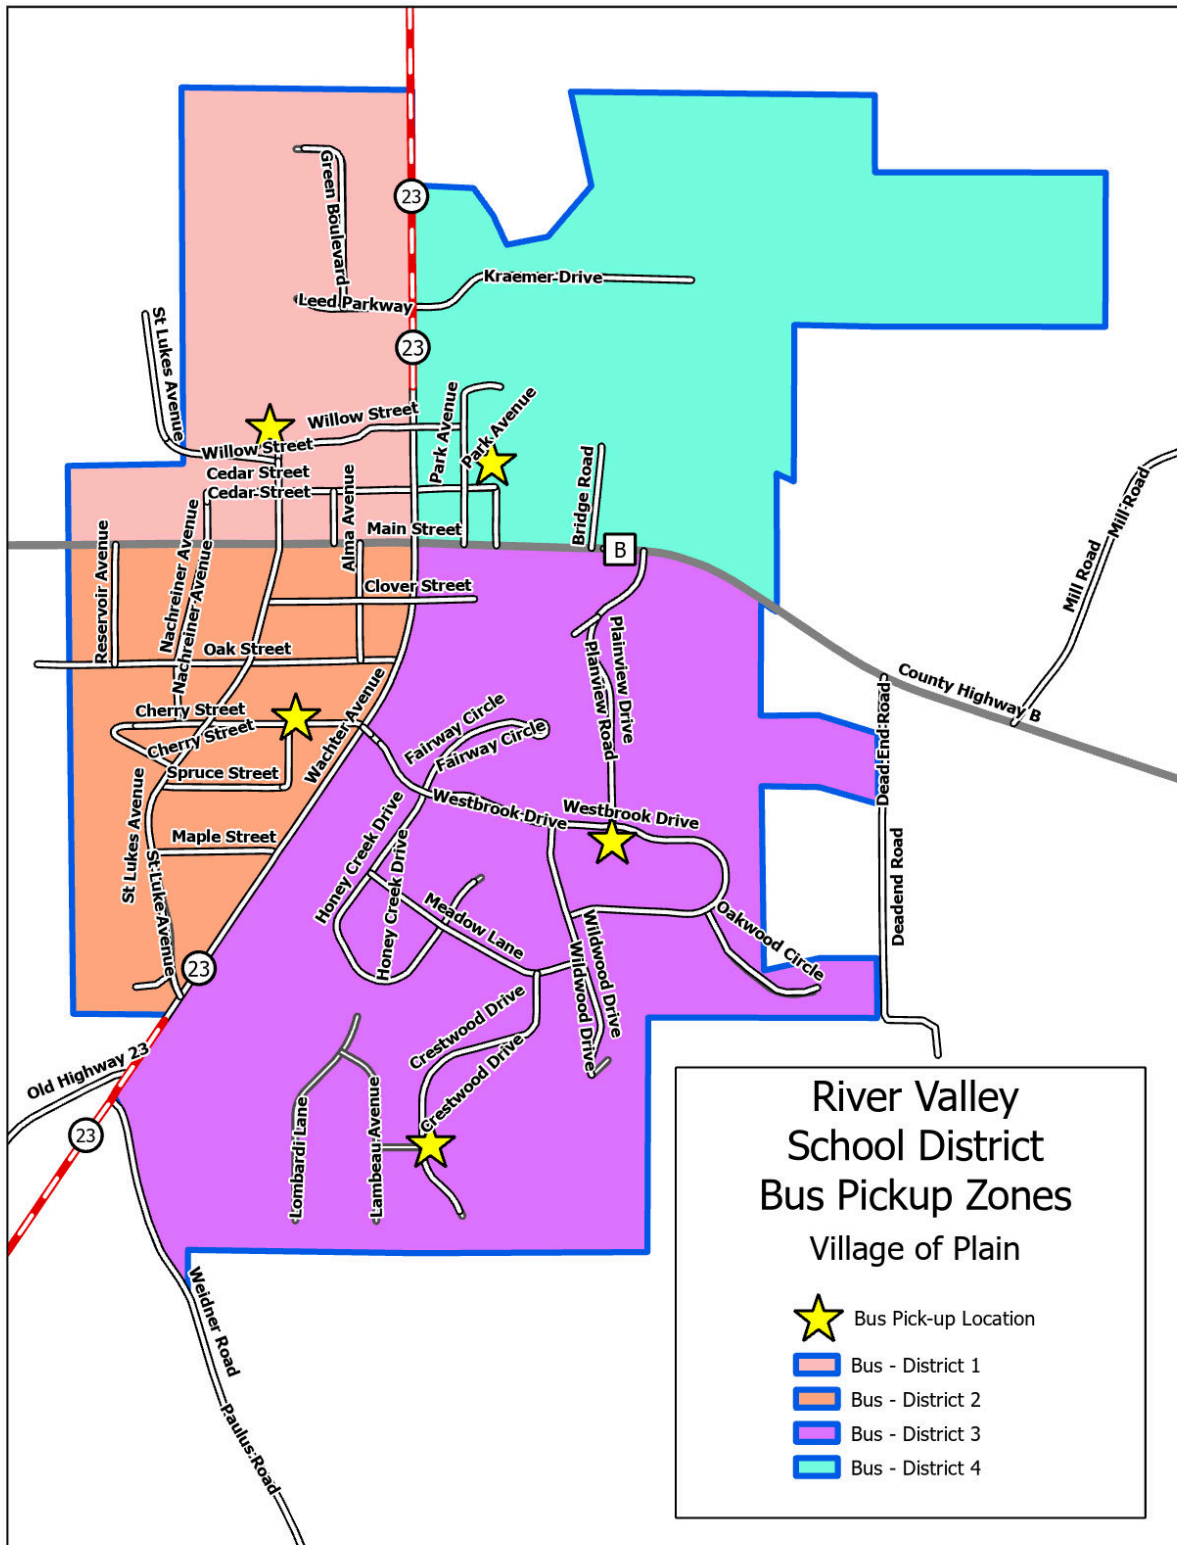 Green Boulevard
23
Kraemer Drive
Leed Parkway
23
St Lukes Avenue
Willow Street
Park Avenue
Park Avenue
Willow Street
Cedar Street
Cedar Street
Bridge Road
Mill Road
Mill Road
Main Street
Alma Avenue
B
Reservoir Avenue
Nachreiner Avenue
Nachreiner Avenue
Clover Street
Oak Street
Plainview Drive
Planview Road
County Highway B
Cherry Street
Cherry Street
Wachter Avenue
Fairway Circle
Fairway Circle
Dead End Road
Spruce Street
St Lukes Avenue
Westbrook Drive
Westbrook Drive
Maple Street
Honey Creek Drive
Honey Creek Drive
St Luke Avenue
Meadow Lane
Wildwood Drive
Wildwood Drive
Oakwood Circle
Deadend Road
23
Crestwood Drive
Crestwood Drive
Old Highway 23
23
Lombardi Lane
Lambeau Avenue
Weidner Road
Paulus Road
River Valley
School District
Bus Pickup Zones
Village of Plain
Bus Pick-up Location
Bus - District 1
Bus - District 2
Bus - District 3
Bus - District 4